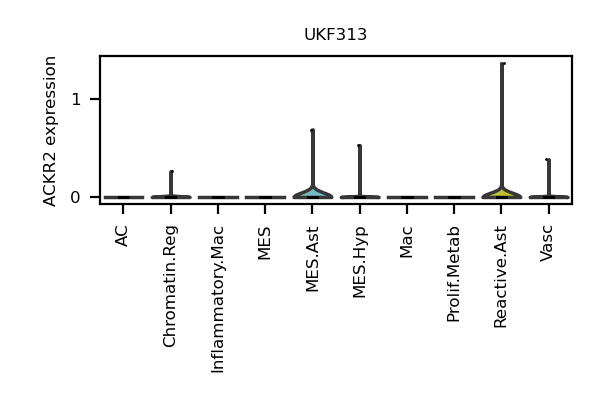 UKF313
ACKR2 expression
1
0
AC
Chromatin.Reg
Inflammatory.Mac
MES
MES.Ast
MES.Hyp
Mac
Prolif.Metab
Reactive.Ast
Vasc